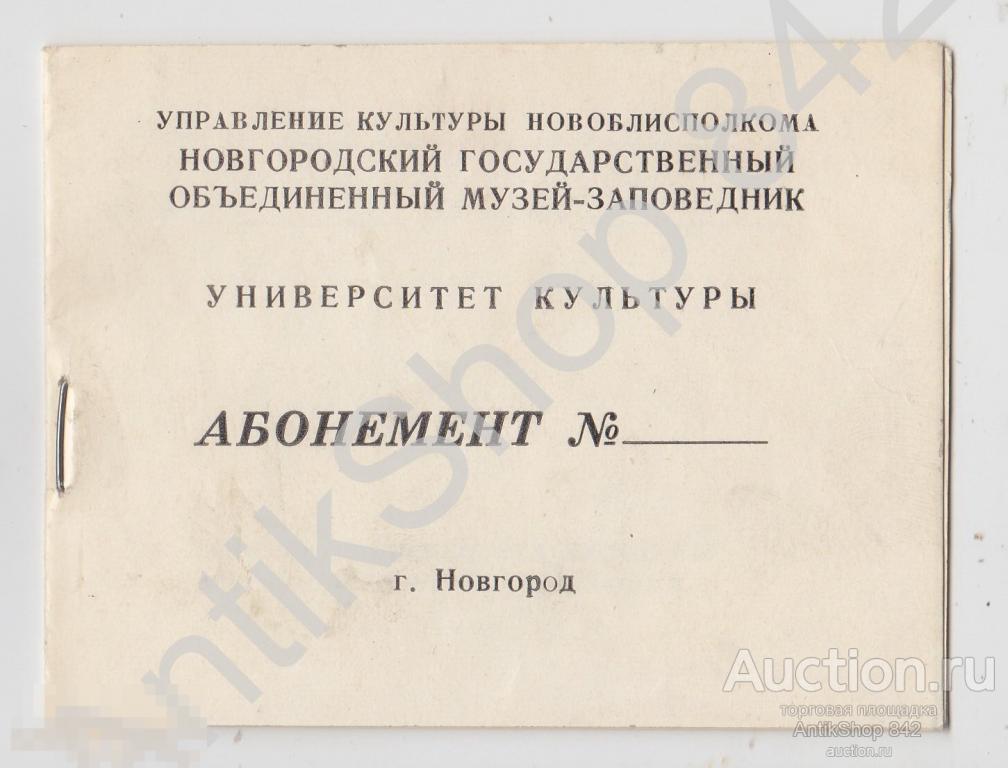 УПРАВЛЕНИЕ КУЛЬТУРЫ НОВОБЛИСПОЛКОМА
НОВГОРОДСКИЙ ГОСУДАРСТВЕННЫЙ
ОБЪЕДИНЕННЫЙ МУЗЕЙ-ЗАПОВЕДНИК
УНИВЕРСИТЕТ КУЛЬТУРЫ
АБОНЕМЕНТ №
г. Новгород
AntikShop 842
Auction.ru
торговая площадка
AntikShop 842
auction.ru